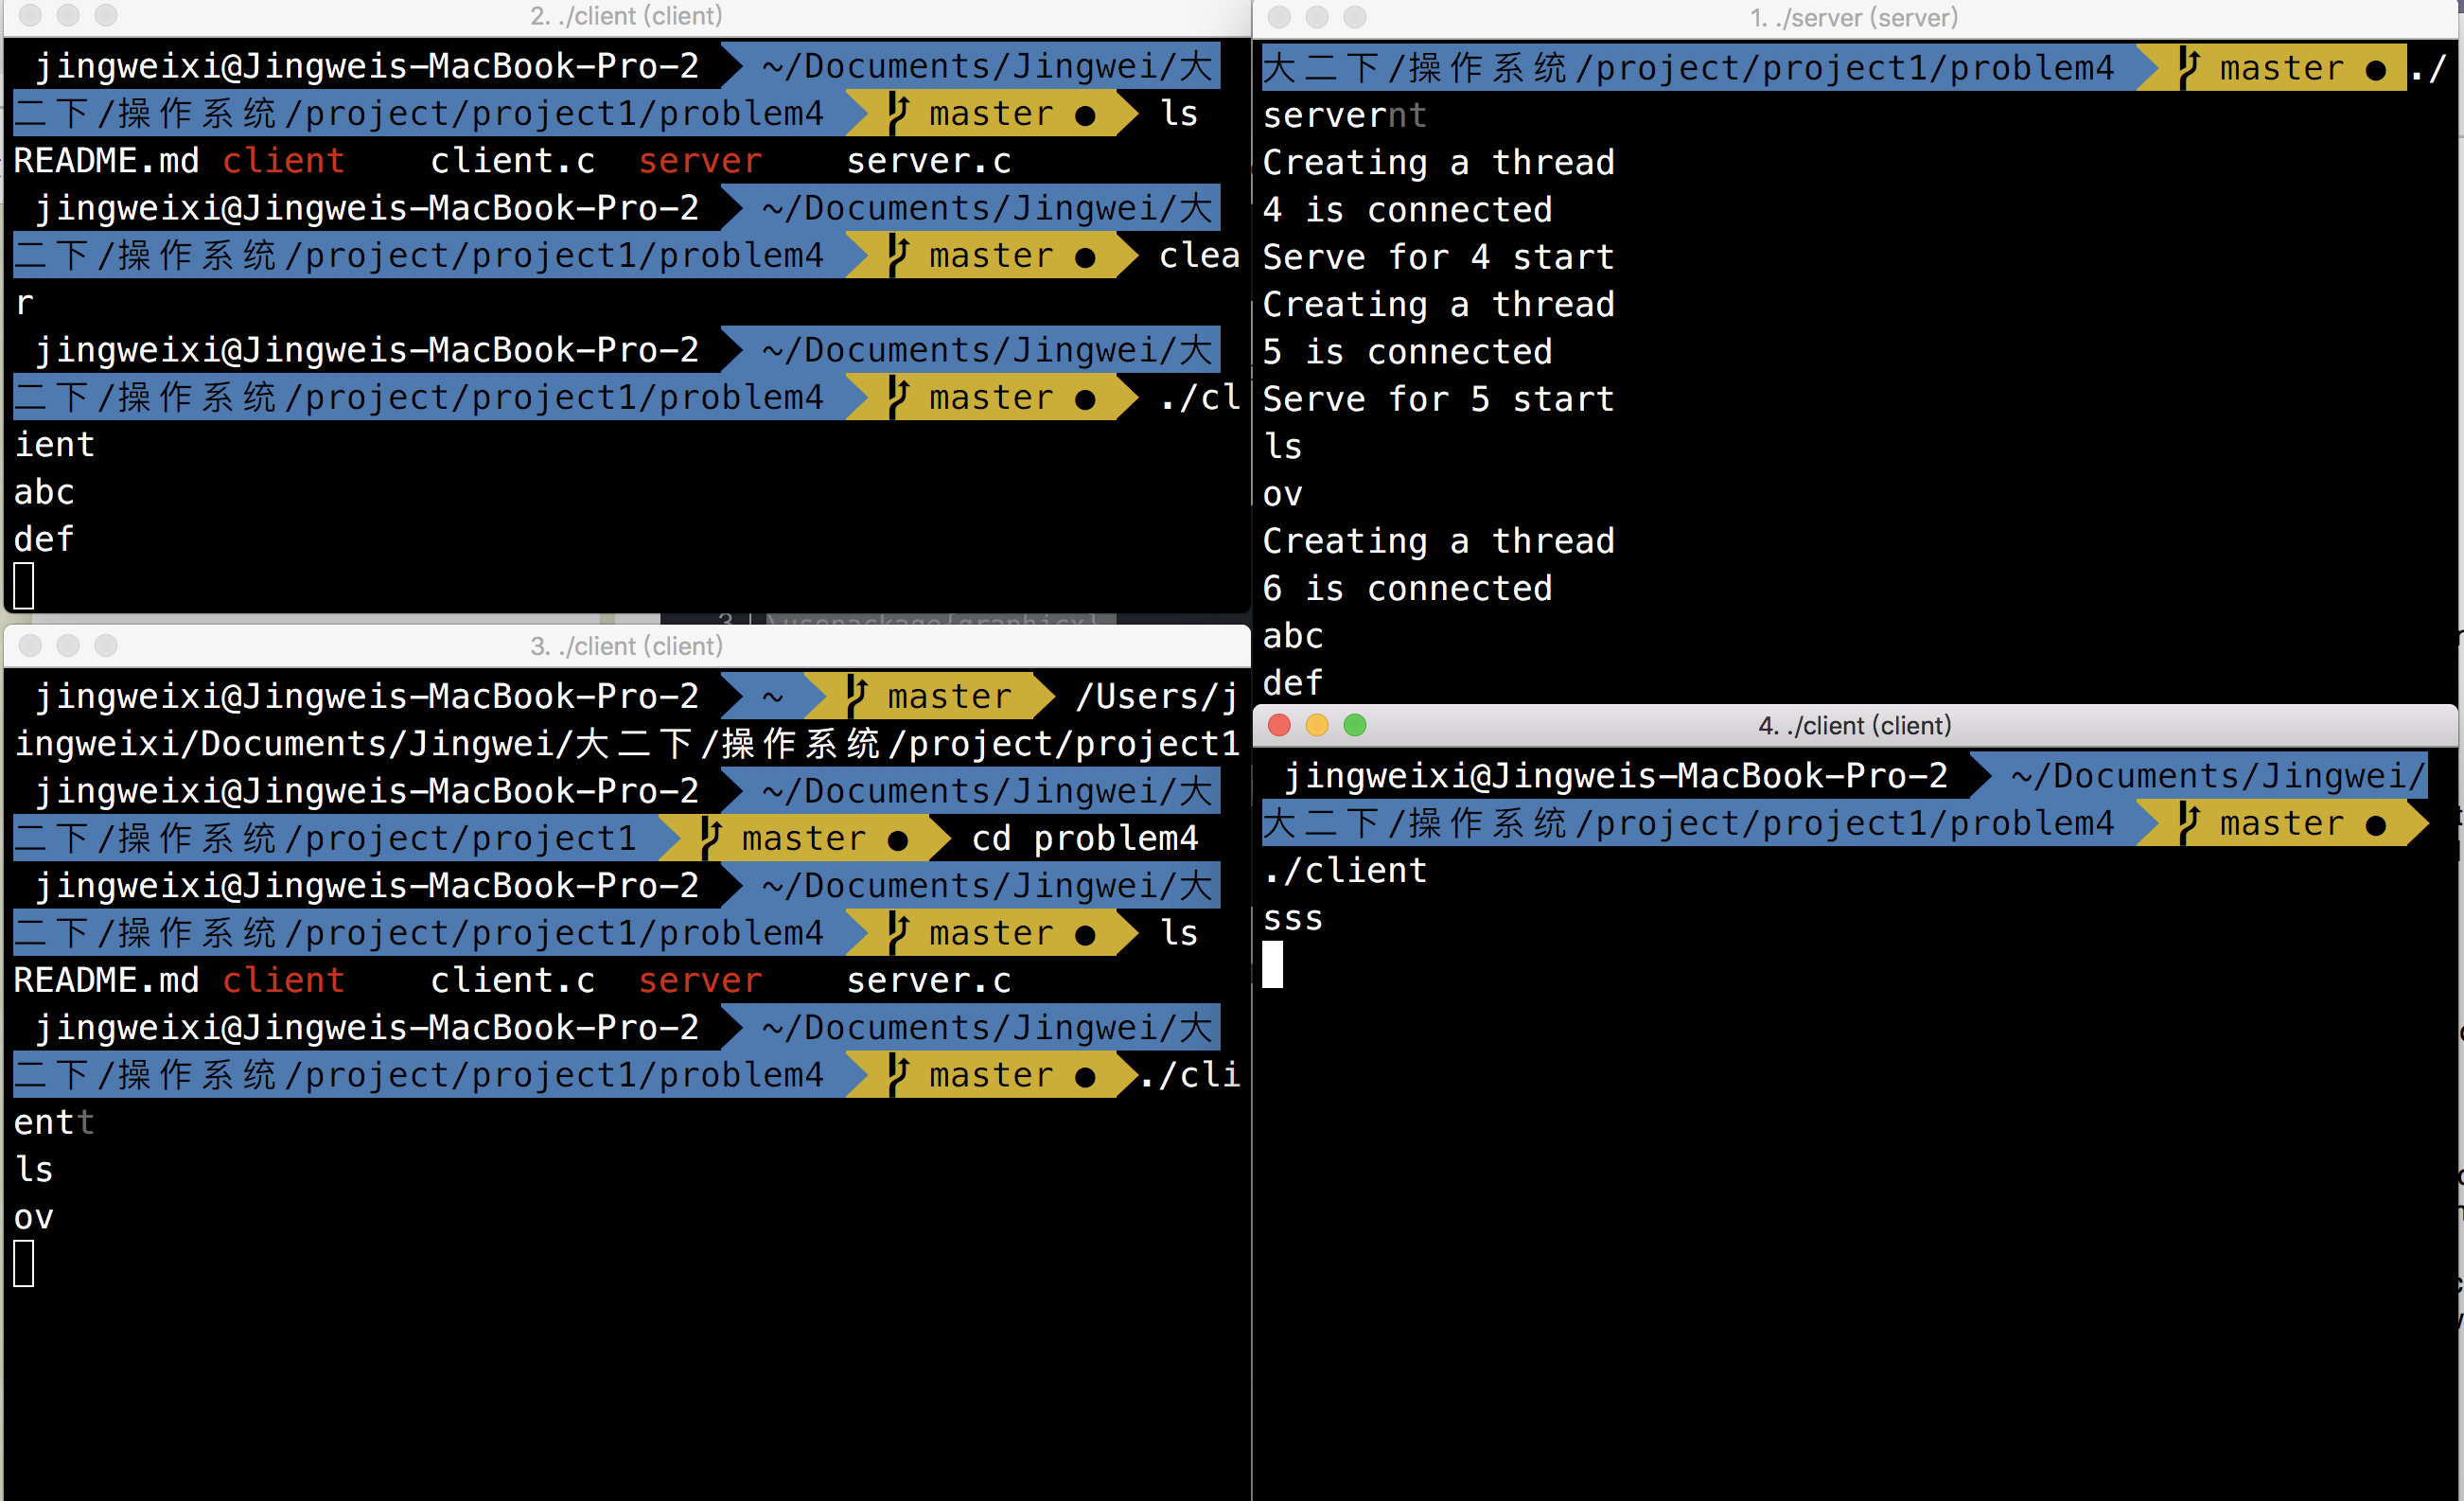 2. ./client (client)
jingweixi@Jingweis-MacBook-Pro-2 ~/Documents/Jingwei/大
二下/操作系统/project/project1/problem4 master ● ls
README.md client client.c server server.c
jingweixi@Jingweis-MacBook-Pro-2 ~/Documents/Jingwei/大
二下/操作系统/project/project1/problem4 master ● clea
r
jingweixi@Jingweis-MacBook-Pro-2 ~/Documents/Jingwei/大
二下/操作系统/project/project1/problem4 master ● ./cl
ient
abc
def
3 \usepackage{graphicx}
3. ./client (client)
jingweixi@Jingweis-MacBook-Pro-2 ~ master /Users/j
ingweixi/Documents/Jingwei/大二下/操作系统/project/project1
jingweixi@Jingweis-MacBook-Pro-2 ~/Documents/Jingwei/大
二下/操作系统/project/project1 master ● cd problem4
jingweixi@Jingweis-MacBook-Pro-2 ~/Documents/Jingwei/大
二下/操作系统/project/project1/problem4 master ● ls
README.md client client.c server server.c
jingweixi@Jingweis-MacBook-Pro-2 ~/Documents/Jingwei/大
二下/操作系统/project/project1/problem4 master ● ./cli
entt
ls
ov
1. ./server (server)
大二下/操作系统/project/project1/problem4 master ● ./
servernt
Creating a thread
4 is connected
Serve for 4 start
Creating a thread
5 is connected
Serve for 5 start
ls
ov
Creating a thread
6 is connected
abc
def
4. ./client (client)
jingweixi@Jingweis-MacBook-Pro-2 ~/Documents/Jingwei/
大二下/操作系统/project/project1/problem4 master ●
./client
sss